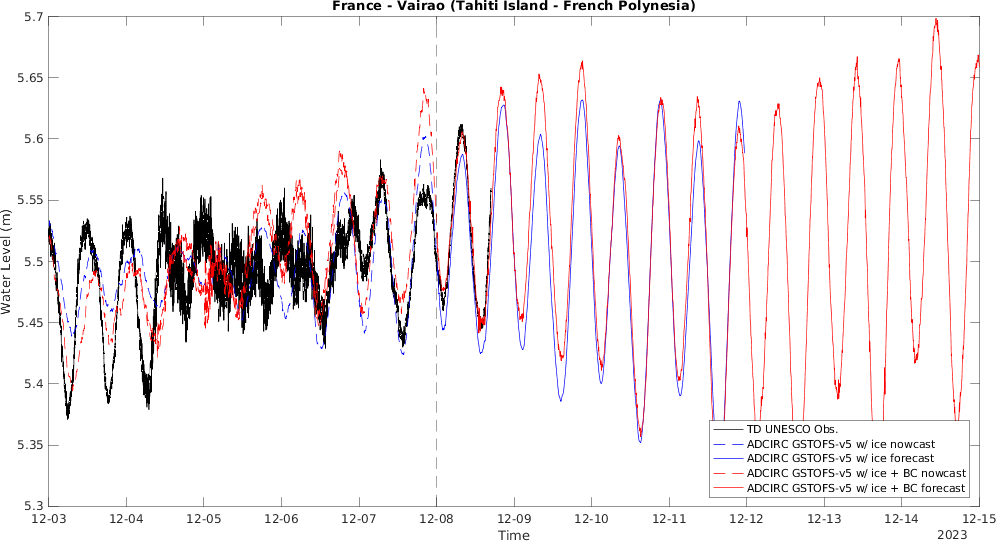 France - Vairao (Tahiti Island - French Polynesia)
5.7
5.65
5.6
5.55
5.5
5.45
5.4
5.35
5.3
Water Level (m)
TD UNESCO Obs.
ADCIRC GSTOFS-v5 w/ ice nowcast
ADCIRC GSTOFS-v5 w/ ice forecast
ADCIRC GSTOFS-v5 w/ ice + BC nowcast
ADCIRC GSTOFS-v5 w/ ice + BC forecast
12-03 12-04 12-05 12-06 12-07 12-08 12-09 12-10 12-11 12-12 12-13 12-14 12-15
Time
2023